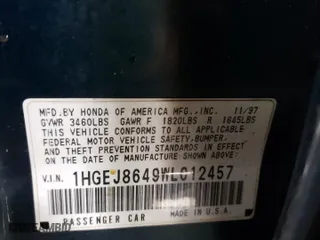 MFD. BY HONDA OF AMERICA MFG., INC. 11/97
GVWR 3460LBS GAWR F 1820LBS R 1645LBS
THIS VEHICLE CONFORMS TO ALL APPLICABLE
FEDERAL MOTOR VEHICLE SAFETY, BUMPER,
AND THEFT PREVENTION STANDARDS IN EFFECT
ON THE DATE OF MANUFACTURE SHOWN ABOVE.
V.I.N. 1HGEJ8649WL012457
PASSENGER CAR MADE IN U.S.A.